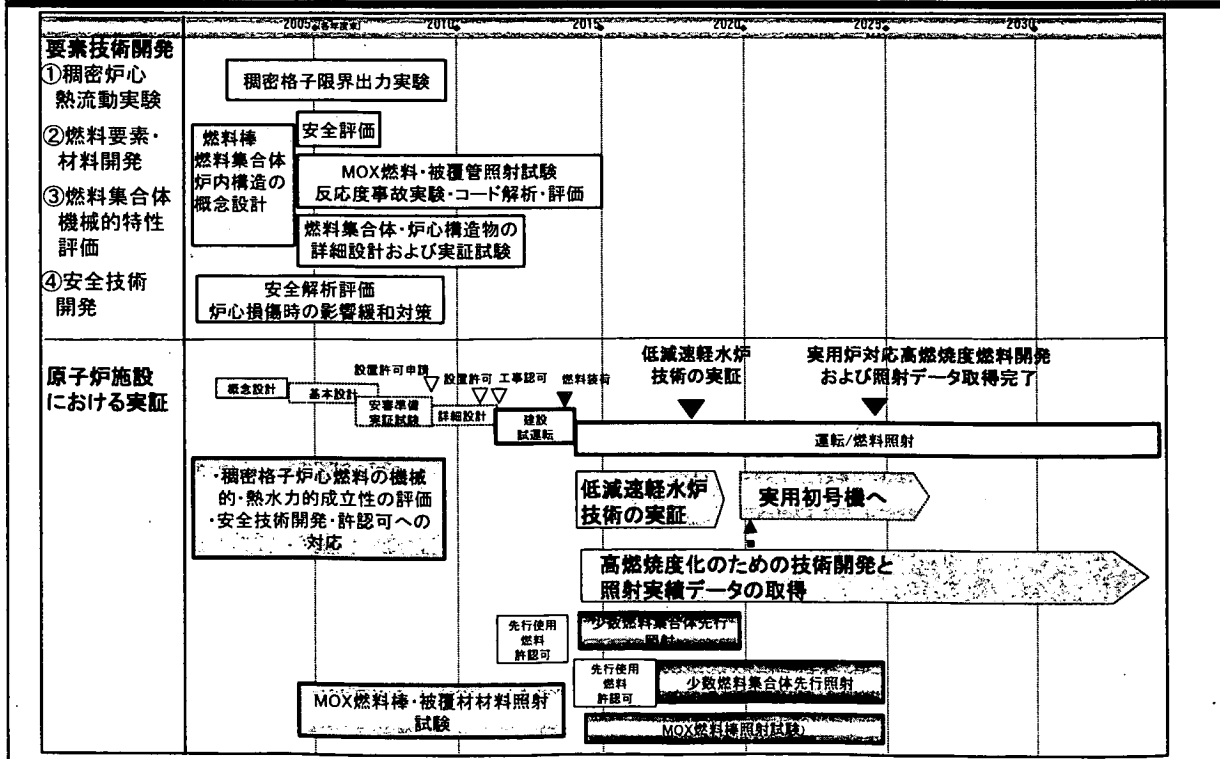 2005(各年度末)
2010
2015
2020
2025
2030
要素技術開発
①稠密炉心
熱流動実験
②燃料要素・
材料開発
③燃料集合体
機械的特性
評価
④安全技術
開発
稠密格子限界出力実験
燃料棒
燃料集合体
炉内構造の
概念設計
安全評価
MOX燃料・被覆管照射試験
反応度事故実験・コード解析・評価
燃料集合体・炉心構造物の
詳細設計および実証試験
安全解析評価
炉心損傷時の影響緩和対策
原子炉施設
における実証
概念設計
基本設計
設置許可申請
安審準備
実証試験
設置許可
工事認可
詳細設計
建設
試運転
燃料装荷
低減速軽水炉
技術の実証
実用炉対応高燃焼度燃料開発
および照射データ取得完了
運転/燃料照射
・稠密格子炉心燃料の機械
的・熱水力的成立性の評価
・安全技術開発・許認可への
対応
低減速軽水炉
技術の実証
実用初号機へ
高燃焼度化のための技術開発と
照射実績データの取得
先行使用
燃料
許認可
少数燃料集合体先行
照射
先行使用
燃料
許認可
少数燃料集合体先行照射
MOX燃料棒・被覆材材料照射
試験
MOX燃料棒照射試験)